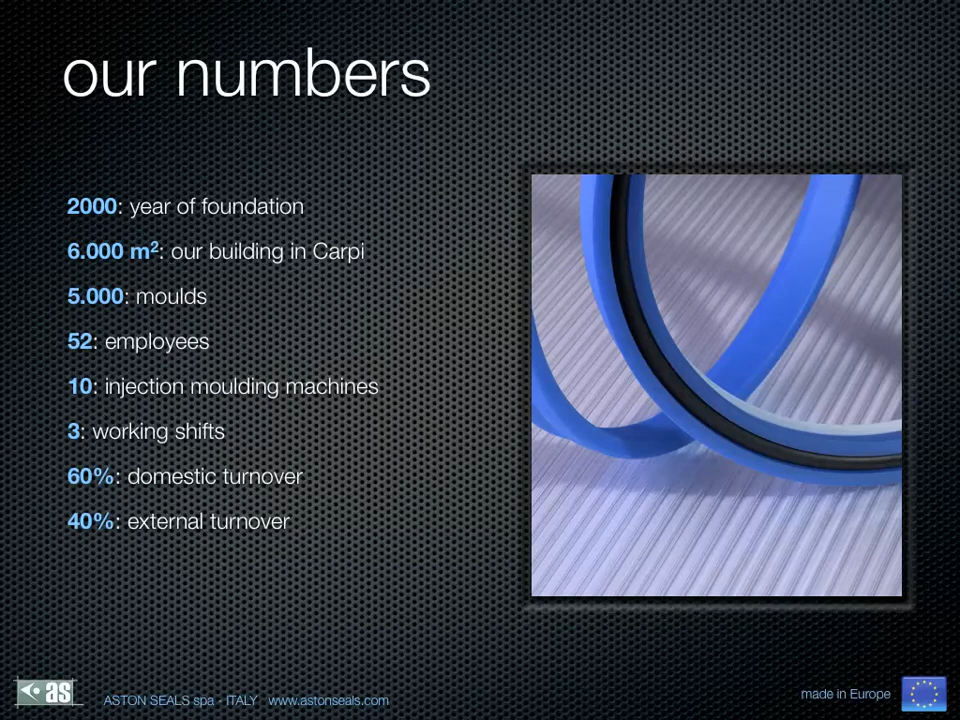 our numbers
2000: year of foundation
6.000 m²: our building in Carpi
5.000: moulds
52: employees
10: injection moulding machines
3: working shifts
60%: domestic turnover
40%: external turnover
as
ASTON SEALS spa - ITALY www.astonseals.com
made in Europe